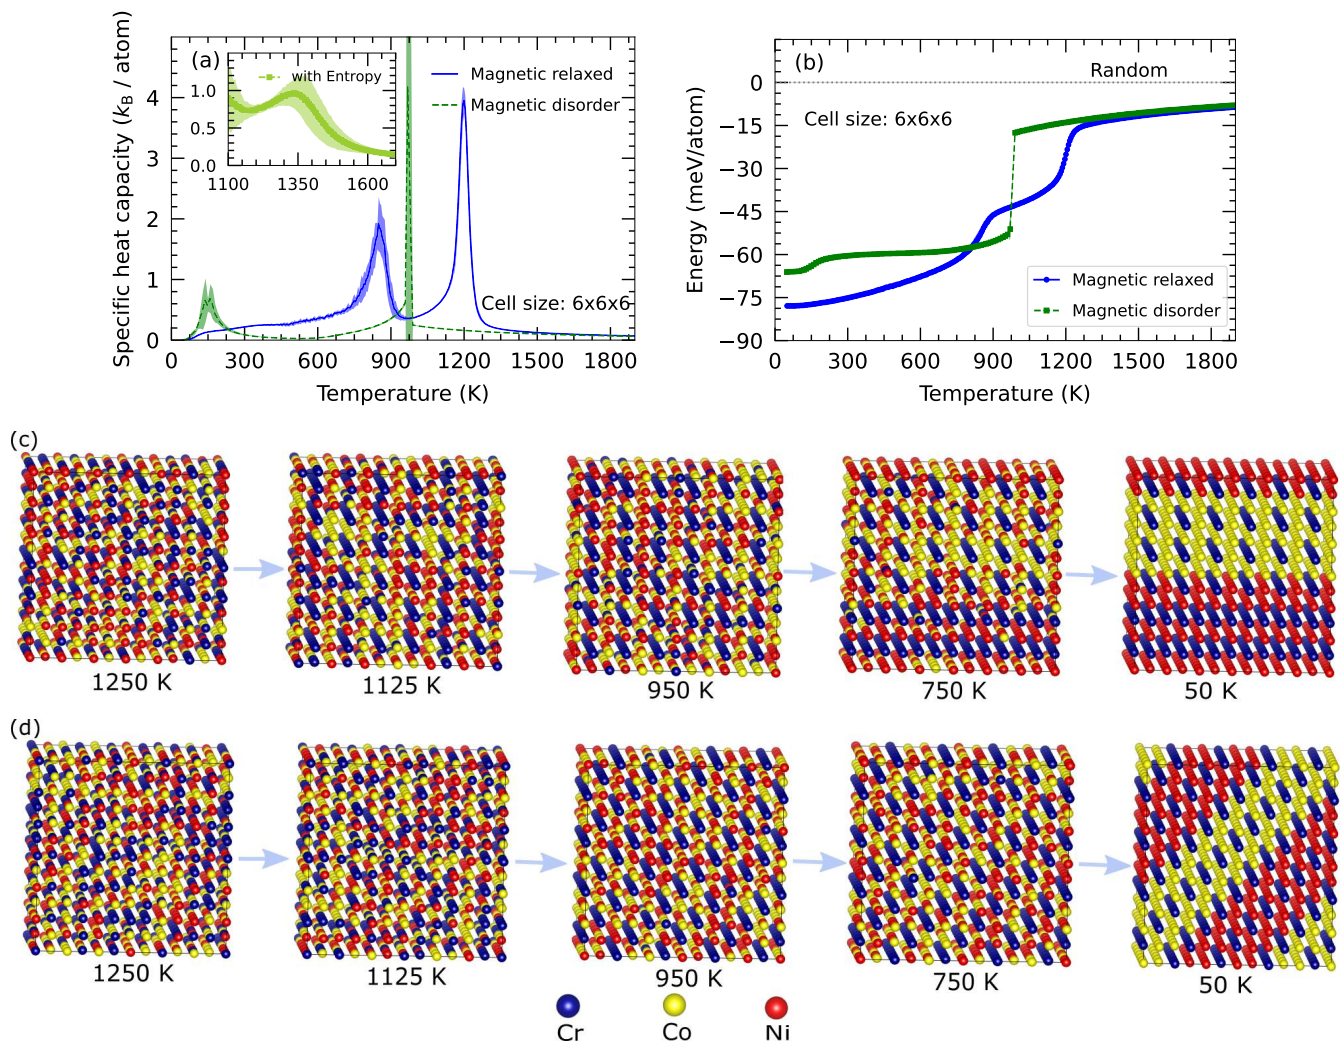 (a)
with Entropy
1.0
0.5
0.0
1100 1350 1600
Magnetic relaxed
Magnetic disorder
Cell size: 6x6x6
Specific heat capacity (kB / atom)
4
3
2
1
0
0 300 600 900 1200 1500 1800
Temperature (K)
(b)
Random
Cell size: 6x6x6
Magnetic relaxed
Magnetic disorder
Energy (meV/atom)
0
−15
−30
−45
−60
−75
−90
0 300 600 900 1200 1500 1800
Temperature (K)
(c)
1250 K
1125 K
950 K
750 K
50 K
(d)
1250 K
1125 K
950 K
750 K
50 K
Cr
Co
Ni